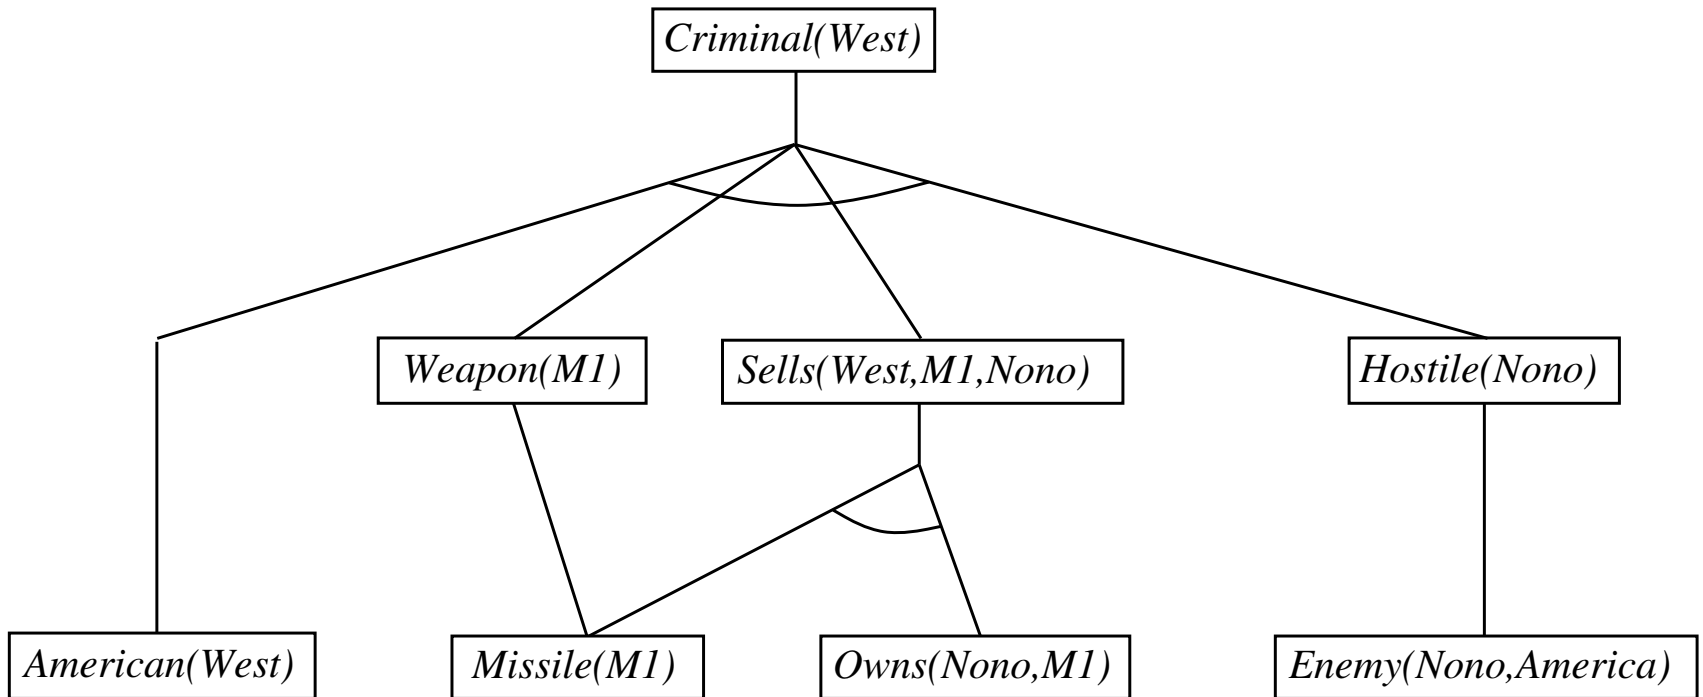 Criminal(West)
Weapon(M1)
Sells(West,M1,Nono)
Hostile(Nono)
American(West)
Missile(M1)
Owns(Nono,M1)
Enemy(Nono,America)